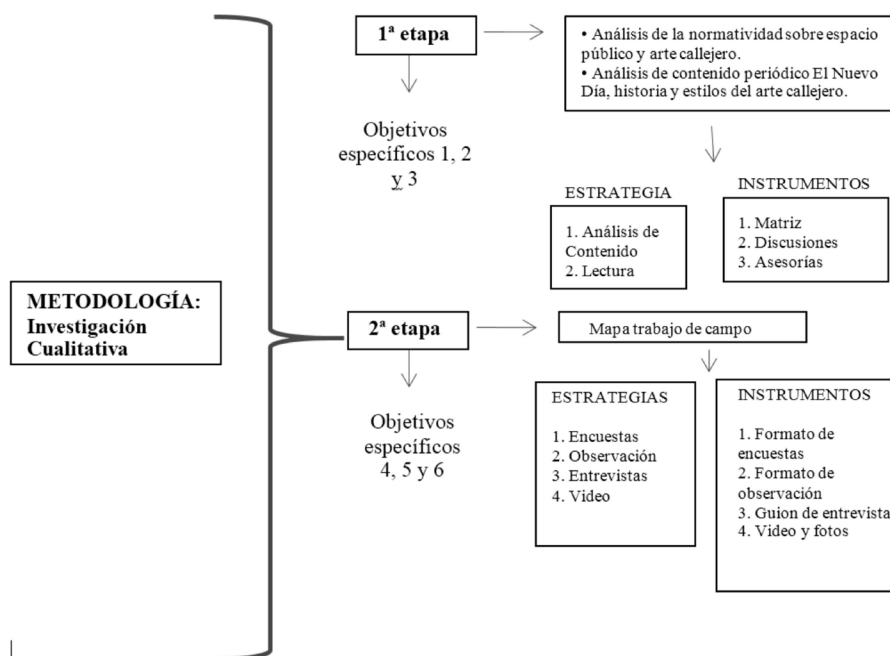 METODOLOGÍA:
Investigación
Cualitativa
1ª etapa
• Análisis de la normatividad sobre espacio
público y arte callejero.
• Análisis de contenido periódico El Nuevo
Día, historia y estilos del arte callejero.
Objetivos
específicos 1, 2
y 3
ESTRATEGIA
1. Análisis de
Contenido
2. Lectura
INSTRUMENTOS
1. Matriz
2. Discusiones
3. Asesorías
2ª etapa
Mapa trabajo de campo
Objetivos
específicos
4, 5 y 6
ESTRATEGIAS
1. Encuestas
2. Observación
3. Entrevistas
4. Video
INSTRUMENTOS
1. Formato de
encuestas
2. Formato de
observación
3. Guion de entrevista
4. Video y fotos